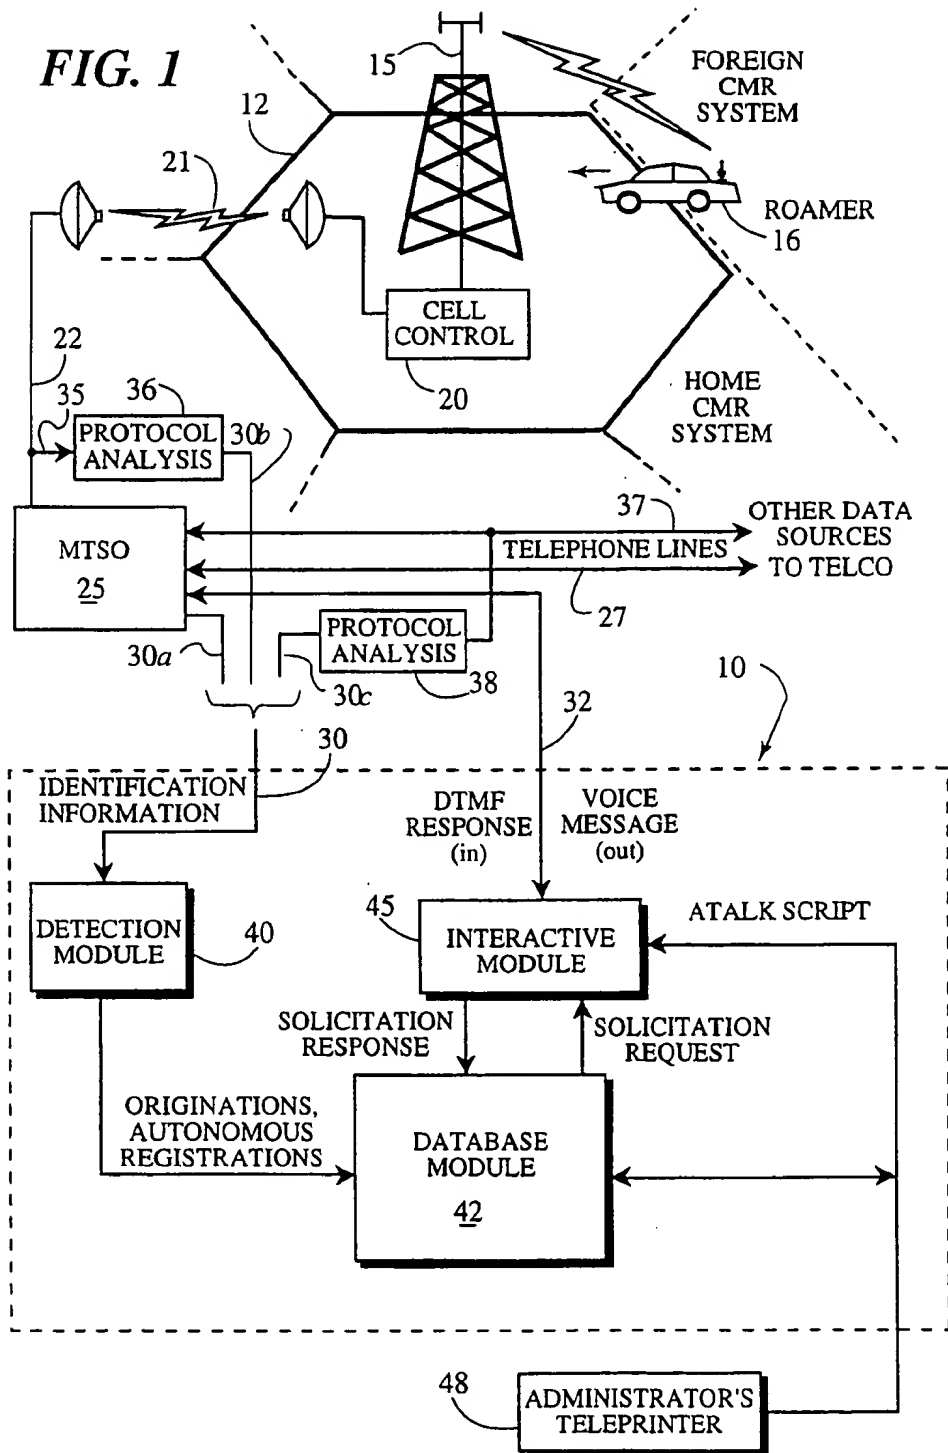 FIG. 1
15
FOREIGN
CMR
SYSTEM
12
21
ROAMER
16
CELL
CONTROL
20
22
35
36
PROTOCOL
ANALYSIS
30b
HOME
CMR
SYSTEM
37
OTHER DATA
SOURCES
TELEPHONE LINES
TO TELCO
27
MTSO
25
30a
PROTOCOL
ANALYSIS
38
30c
10
32
30
IDENTIFICATION
INFORMATION
DTMF
RESPONSE
(in)
VOICE
MESSAGE
(out)
DETECTION
MODULE
40
45
INTERACTIVE
MODULE
ATALK SCRIPT
SOLICITATION
RESPONSE
SOLICITATION
REQUEST
ORIGINATIONS,
AUTONOMOUS
REGISTRATIONS
DATABASE
MODULE
42
48
ADMINISTRATOR'S
TELEPRINTER